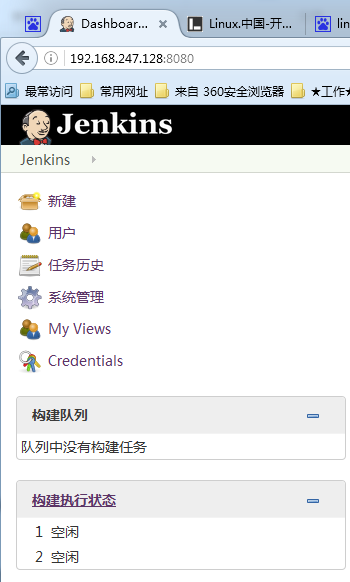 Dashboar...
Linux.中国-开...
lin
192.168.247.128:8080
最常访问 常用网址 来自 360安全浏览器 ★工作★
Jenkins
Jenkins
新建
用户
任务历史
系统管理
My Views
Credentials
构建队列
队列中没有构建任务
构建执行状态
1 空闲
2 空闲